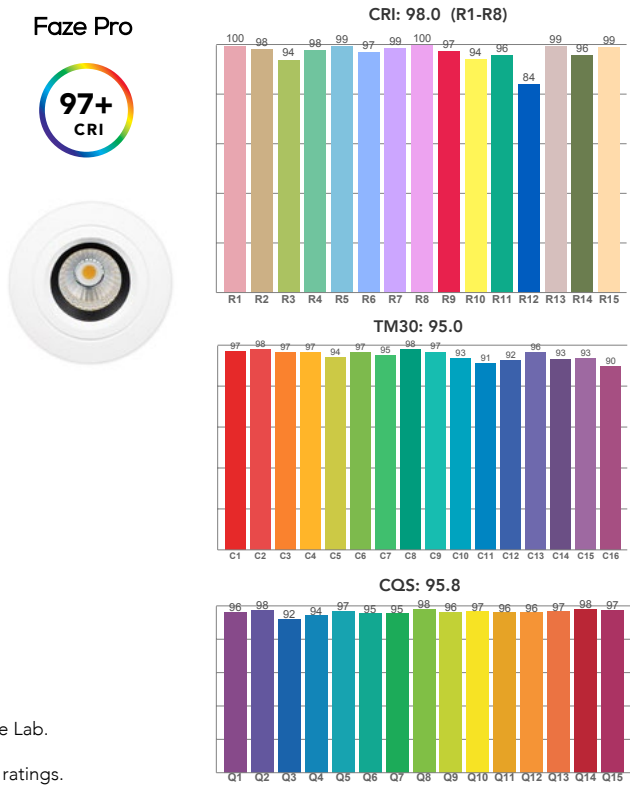 Faze Pro
97+
CRI
CRI: 98.0 (R1-R8)
100 98 94 98 99 97 99 100 97 94 96 84 99 96 99
R1 R2 R3 R4 R5 R6 R7 R8 R9 R10 R11 R12 R13 R14 R15
TM30: 95.0
97 98 97 97 94 97 95 98 97 93 91 92 96 93 93 90
C1 C2 C3 C4 C5 C6 C7 C8 C9 C10 C11 C12 C13 C14 C15 C16
CQS: 95.8
96 98 92 94 97 95 95 98 96 97 96 96 97 98 97
Q1 Q2 Q3 Q4 Q5 Q6 Q7 Q8 Q9 Q10 Q11 Q12 Q13 Q14 Q15
e Lab.
ratings.